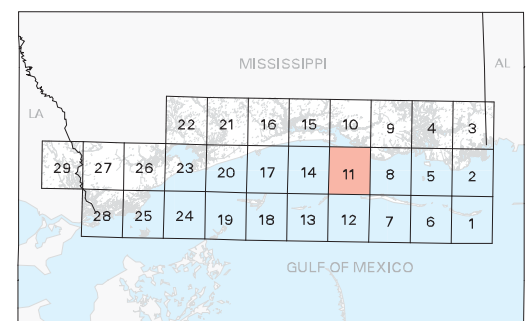 MISSISSIPPI
AL
LA
22 21 16 15 10 9 4 3
29 27 26 23 20 17 14 11 8 5 2
28 25 24 19 18 13 12 7 6 1
GULF OF MEXICO